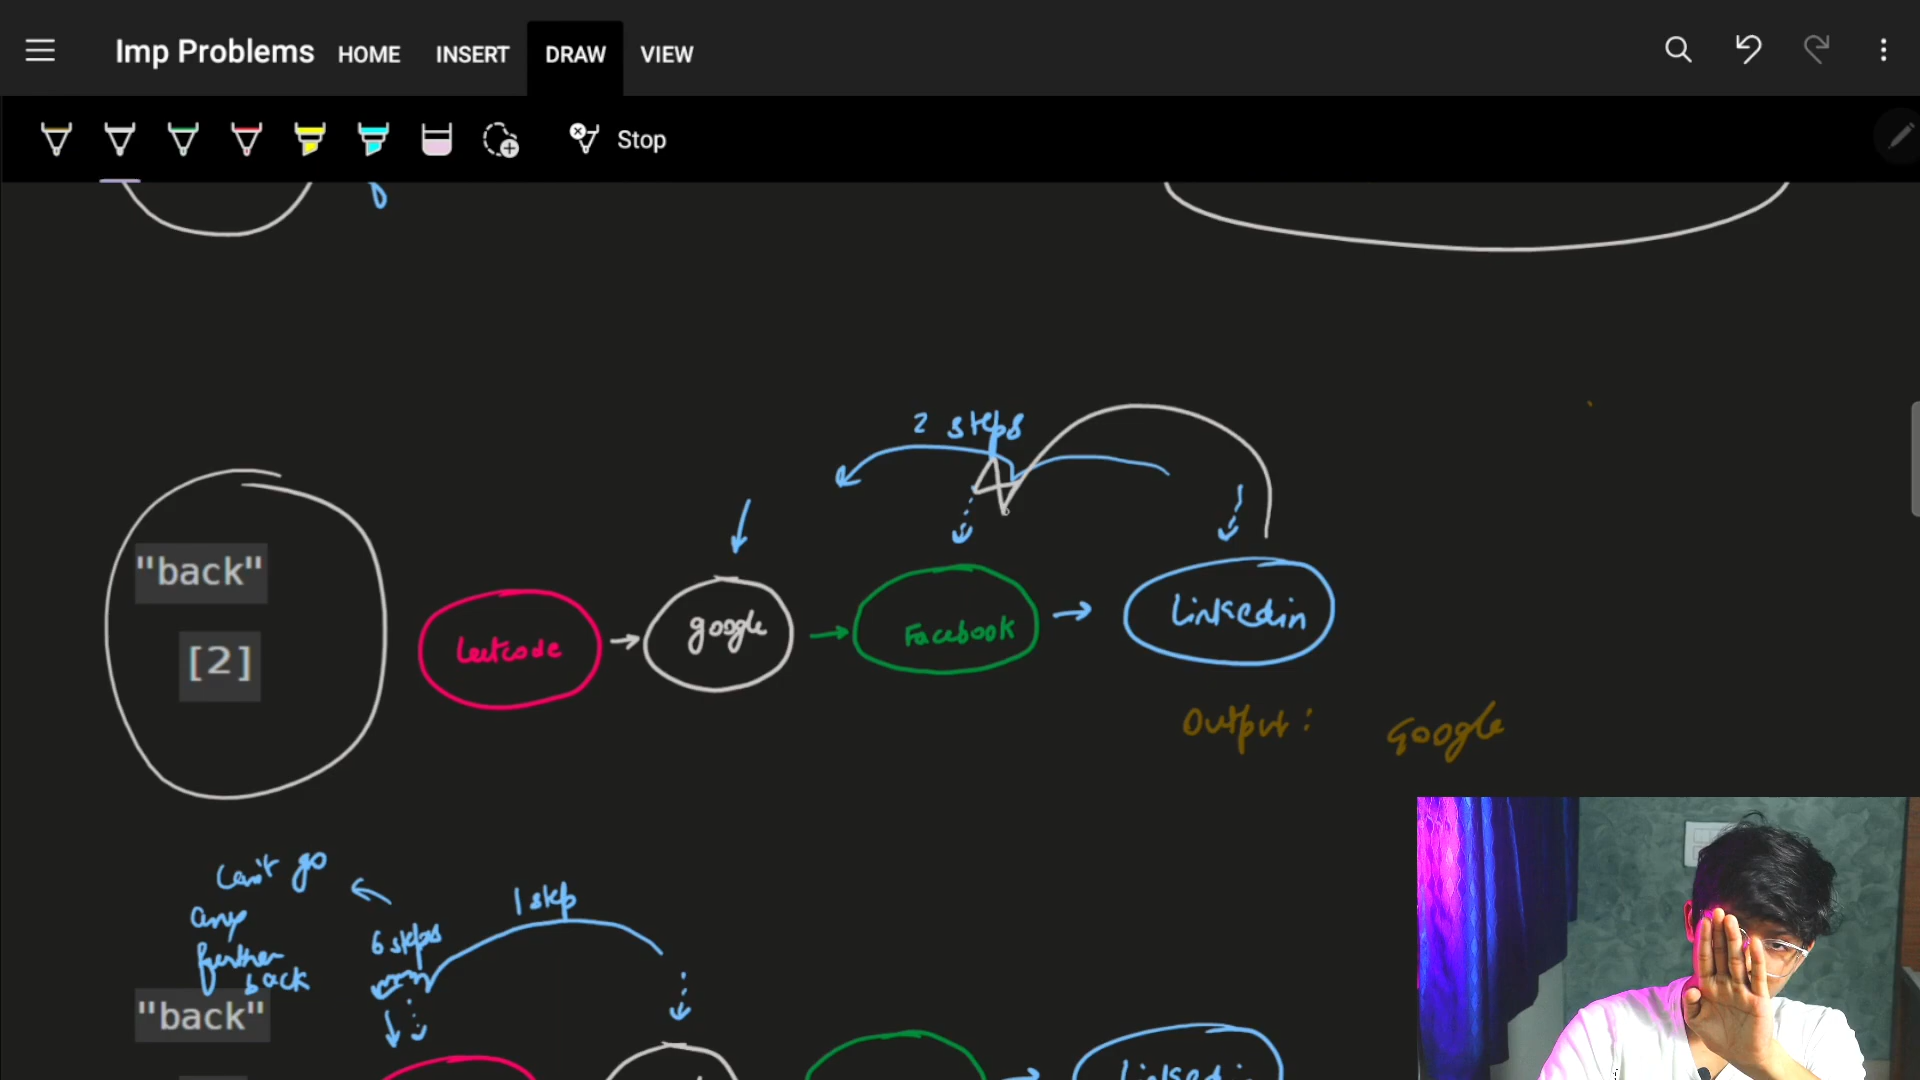 Imp Problems HOME INSERT DRAW VIEW
Stop
2 steps
"back"
[2]
Leetcode
google
Facebook
Linkedin
Output: google
Can't go
any
further
back
6 steps
1 step
"back"
Linkedin